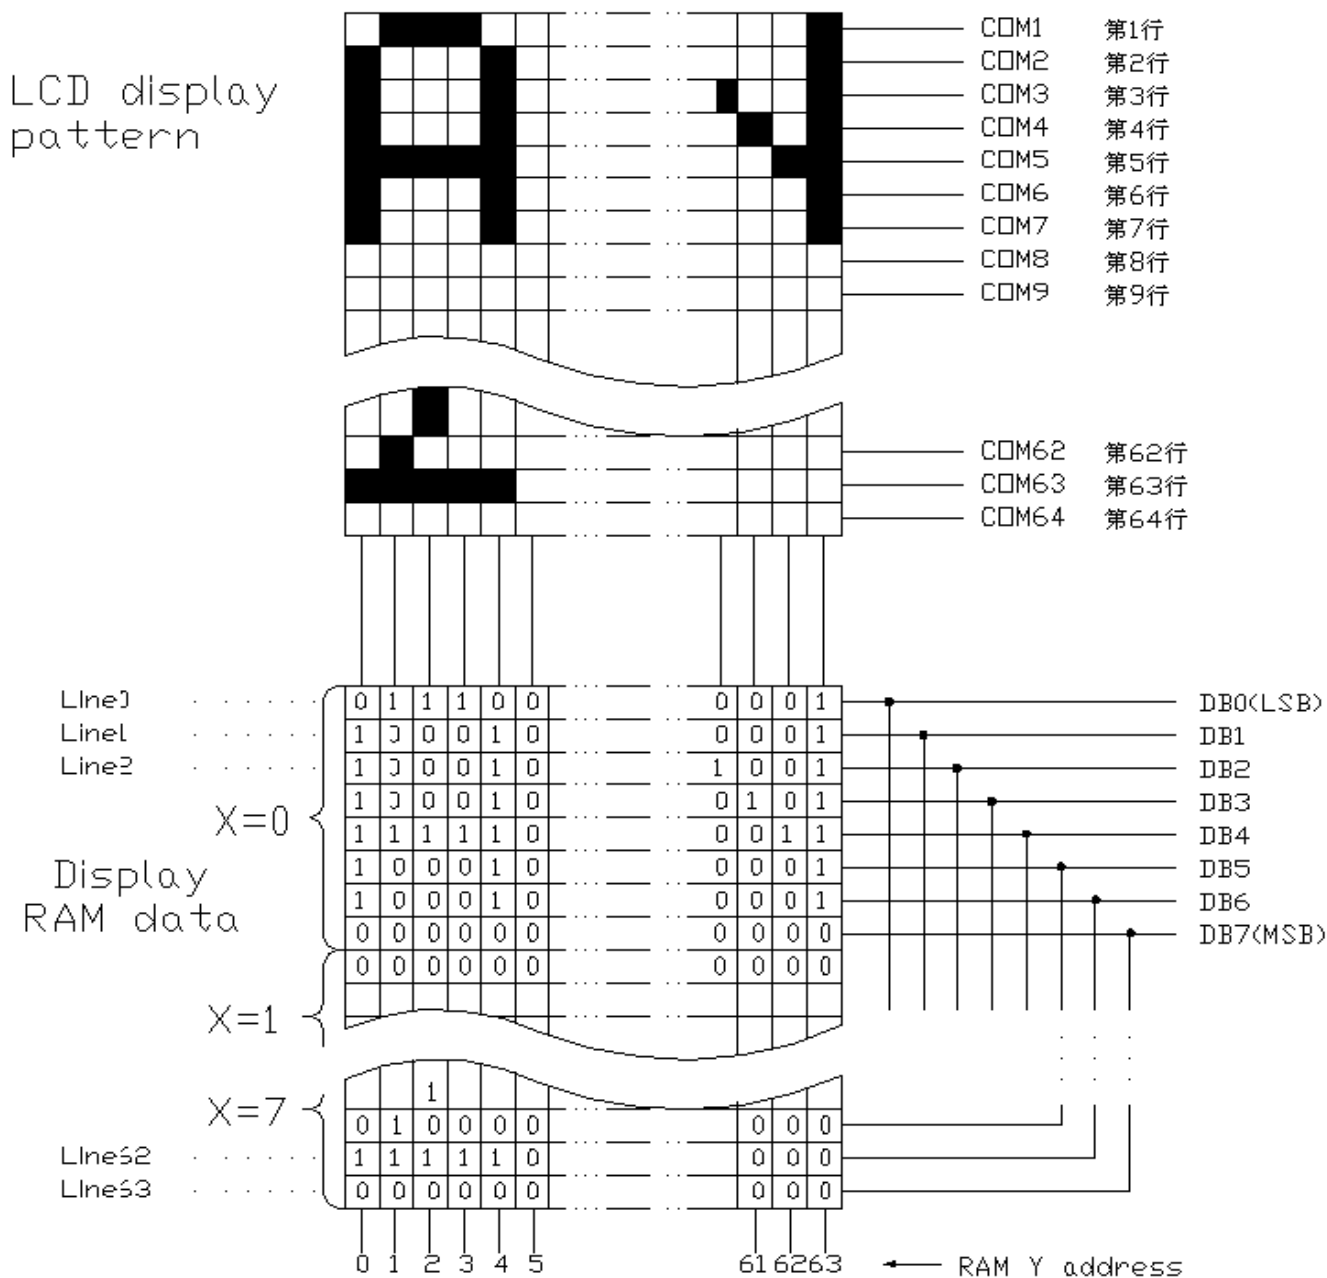 COM1 第1行
COM2 第2行
LCD display
COM3 第3行
pattern
COM4 第4行
COM5 第5行
COM6 第6行
COM7 第7行
COM8 第8行
COM9 第9行
COM62 第62行
COM63 第63行
COM64 第64行
LIne0 0 1 1 1 0 0 0 0 0 1 DB0(LSB)
Line1 1 0 0 0 1 0 0 0 0 1 DB1
Line2 1 0 0 0 1 0 1 0 0 1 DB2
1 0 0 0 1 0 0 1 0 1 DB3
X=0
1 1 1 1 1 0 0 0 1 1 DB4
1 0 0 0 1 0 0 0 0 1 DB5
Display
1 0 0 0 1 0 0 0 0 1 DB6
RAM data
0 0 0 0 0 0 0 0 0 0 DB7(MSB)
0 0 0 0 0 0 0 0 0 0
X=1
1
X=7
0 1 0 0 0 0 0 0 0
LIne62 1 1 1 1 1 0 0 0 0
LIne63 0 0 0 0 0 0 0 0 0
0 1 2 3 4 5 61 62 63 RAM Y address